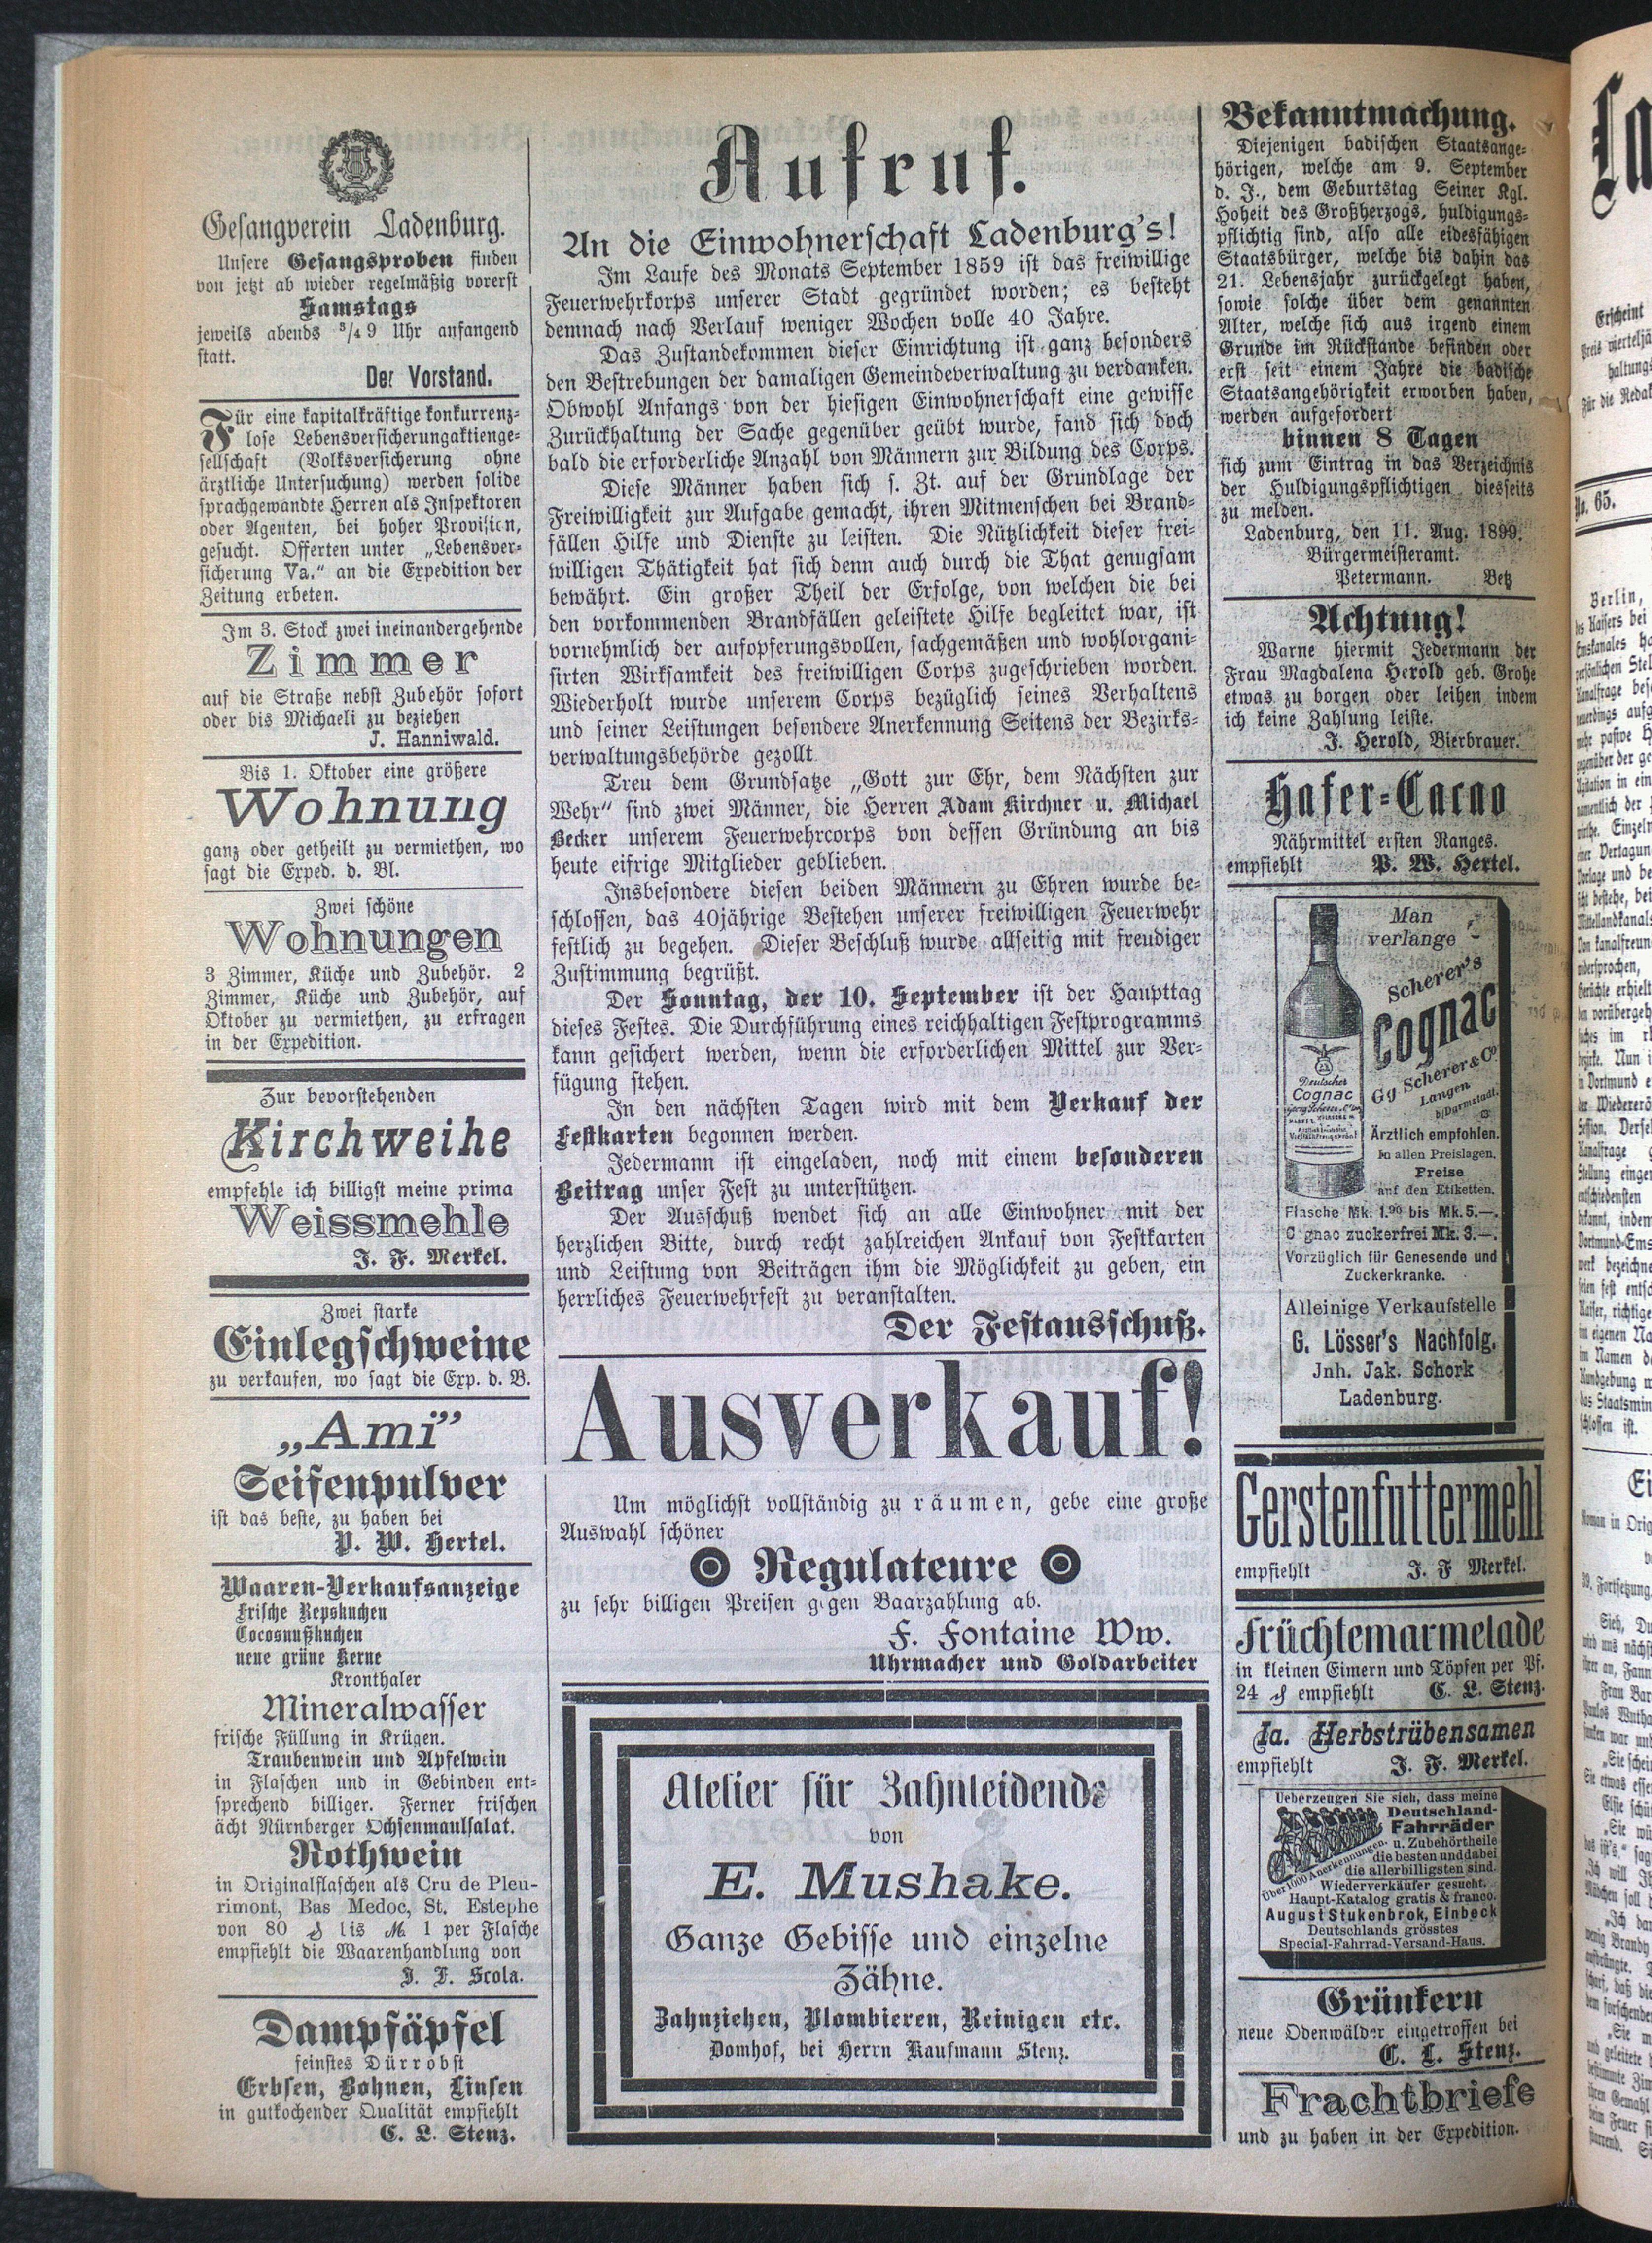 Gesangverein Ladenburg.
Unsere Gesangsproben finden
von jetzt ab wieder regelmäßig vorerst
Samstags
jeweils abends ³/₄ 9 Uhr anfangend
statt.
Der Vorstand.
Für eine kapitalkräftige konkurrenz-
lose Lebensversicherungaktienge-
sellschaft (Volksversicherung ohne
ärztliche Untersuchung) werden solide
sprachgewandte Herren als Inspektoren
oder Agenten, bei hoher Provision,
gesucht. Offerten unter „Lebensver-
sicherung Va.“ an die Expedition der
Zeitung erbeten.
Im 3. Stock zwei ineinandergehende
Zimmer
auf die Straße nebst Zubehör sofort
oder bis Michaeli zu beziehen
J. Hanniwald.
Bis 1. Oktober eine größere
Wohnung
ganz oder getheilt zu vermiethen, wo
sagt die Exped. d. Bl.
Zwei schöne
Wohnungen
3 Zimmer, Küche und Zubehör. 2
Zimmer, Küche und Zubehör, auf
Oktober zu vermiethen, zu erfragen
in der Expedition.
Zur bevorstehenden
Kirchweihe
empfehle ich billigst meine prima
Weissmehle
J. F. Merkel.
Zwei starke
Einlegschweine
zu verkaufen, wo sagt die Exp. d. B.
„Ami“
Seifenpulver
ist das beste, zu haben bei
P. W. Hertel.
Waaren-Verkaufsanzeige
Frische Repskuchen
Cocosnußkuchen
neue grüne Kerne
Kronthaler
Mineralwasser
frische Füllung in Krügen.
Traubenwein und Apfelwein
in Flaschen und in Gebinden ent-
sprechend billiger. Ferner frischen
ächt Nürnberger Ochsenmaulsalat.
Rothwein
in Originalflaschen als Cru de Pleu-
rimont, Bas Medoc, St. Estephe
von 80 ₰ bis M. 1 per Flasche
empfiehlt die Waarenhandlung von
J. F. Scola.
Dampfäpfel
feinstes Dürrobst
Erbsen, Bohnen, Linsen
in gutkochender Qualität empfiehlt
C. L. Stenz.
Aufruf.
An die Einwohnerschaft Ladenburg's!
Im Laufe des Monats September 1859 ist das freiwillige
Feuerwehrkorps unserer Stadt gegründet worden; es besteht
demnach nach Verlauf weniger Wochen volle 40 Jahre.
Das Zustandekommen dieser Einrichtung ist ganz besonders
den Bestrebungen der damaligen Gemeindeverwaltung zu verdanken.
Obwohl Anfangs von der hiesigen Einwohnerschaft eine gewisse
Zurückhaltung der Sache gegenüber geübt wurde, fand sich doch
bald die erforderliche Anzahl von Männern zur Bildung des Corps.
Diese Männer haben sich s. Zt. auf der Grundlage der
Freiwilligkeit zur Aufgabe gemacht, ihren Mitmenschen bei Brand-
fällen Hilfe und Dienste zu leisten. Die Nützlichkeit dieser frei-
willigen Thätigkeit hat sich denn auch durch die That genugsam
bewährt. Ein großer Theil der Erfolge, von welchen die bei
den vorkommenden Brandfällen geleistete Hilfe begleitet war, ist
vornehmlich der aufopferungsvollen, sachgemäßen und wohlorgani-
sirten Wirksamkeit des freiwilligen Corps zugeschrieben worden.
Wiederholt wurde unserem Corps bezüglich seines Verhaltens
und seiner Leistungen besondere Anerkennung Seitens der Bezirks-
verwaltungsbehörde gezollt
Treu dem Grundsatze „Gott zur Ehr, dem Nächsten zur
Wehr“ sind zwei Männer, die Herren Adam Kirchner u. Michael
Becker unserem Feuerwehrcorps von dessen Gründung an bis
heute eifrige Mitglieder geblieben.
Insbesondere diesen beiden Männern zu Ehren wurde be-
schlossen, das 40jährige Bestehen unserer freiwilligen Feuerwehr
festlich zu begehen. Dieser Beschluß wurde allseitig mit freudiger
Zustimmung begrüßt.
Der Sonntag, der 10. September ist der Haupttag
dieses Festes. Die Durchführung eines reichhaltigen Festprogramms
kann gesichert werden, wenn die erforderlichen Mittel zur Ver-
fügung stehen.
In den nächsten Tagen wird mit dem Verkauf der
Festkarten begonnen werden.
Jedermann ist eingeladen, noch mit einem besonderen
Beitrag unser Fest zu unterstützen.
Der Ausschuß wendet sich an alle Einwohner mit der
herzlichen Bitte, durch recht zahlreichen Ankauf von Festkarten
und Leistung von Beiträgen ihm die Möglichkeit zu geben, ein
herrliches Feuerwehrfest zu veranstalten.
Der Festausschuß.
Ausverkauf!
Um möglichst vollständig zu räumen, gebe eine große
Auswahl schöner
Regulateure
zu sehr billigen Preisen gegen Baarzahlung ab.
F. Fontaine Ww.
Uhrmacher und Goldarbeiter
Atelier für Zahnleidende
von
E. Mushake.
Ganze Gebisse und einzelne
Zähne.
Zahnziehen, Plombieren, Reinigen etc.
Domhof, bei Herrn Kaufmann Stenz.
Bekanntmachung.
Diejenigen badischen Staatsange-
hörigen, welche am 9. September
d. J., dem Geburtstag Seiner Kgl.
Hoheit des Großherzogs, huldigungs-
pflichtig sind, also alle eidesfähigen
Staatsbürger, welche bis dahin das
21. Lebensjahr zurückgelegt haben,
sowie solche über dem genannten
Alter, welche sich aus irgend einem
Grunde im Rückstande befinden oder
erst seit einem Jahre die badische
Staatsangehörigkeit erworben haben,
werden aufgefordert
binnen 8 Tagen
sich zum Eintrag in das Verzeichnis
der Huldigungspflichtigen diesseits
zu melden.
Ladenburg, den 11. Aug. 1899.
Bürgermeisteramt.
Petermann. Betz
Achtung!
Warne hiermit Jedermann der
Frau Magdalena Herold geb. Grohe
etwas zu borgen oder leihen indem
ich keine Zahlung leiste.
J. Herold, Bierbrauer.
Hafer-Cacao
Nährmittel ersten Ranges.
empfiehlt P. W. Hertel.
Man
verlange
Scherer's
Cognac
Gg Scherer & Co.
Langen
b/Darmstadt.
Deutscher
Cognac
Ärztlich empfohlen.
In allen Preislagen.
Preise
auf den Etiketten.
Flasche Mk. 1.90 bis Mk. 5.—.
C gnac zuckerfrei Mk. 3.—.
Vorzüglich für Genesende und
Zuckerkranke.
Alleinige Verkaufstelle
G. Lösser's Nachfolg.
Jnh. Jak. Schork
Ladenburg.
Gerstenfuttermehl
empfiehlt J. F Merkel.
Früchtemarmelade
in kleinen Eimern und Töpfen per Pf.
24 ₰ empfiehlt C. L. Stenz.
Ia. Herbstrübensamen
empfiehlt J. F. Merkel.
Ueberzeugen Sie sich, dass meine
Deutschland-
Fahrräder
u. Zubehörtheile
die besten und dabei
die allerbilligsten sind.
Über 1000 Anerkennungen.
Wiederverkäufer gesucht.
Haupt-Katalog gratis & franco.
August Stukenbrok, Einbeck
Deutschlands grösstes
Special-Fahrrad-Versand-Haus.
Grünkern
neue Odenwälder eingetroffen bei
C. L. Stenz.
Frachtbriefe
und zu haben in der Expedition.
No. 65.
Berlin,